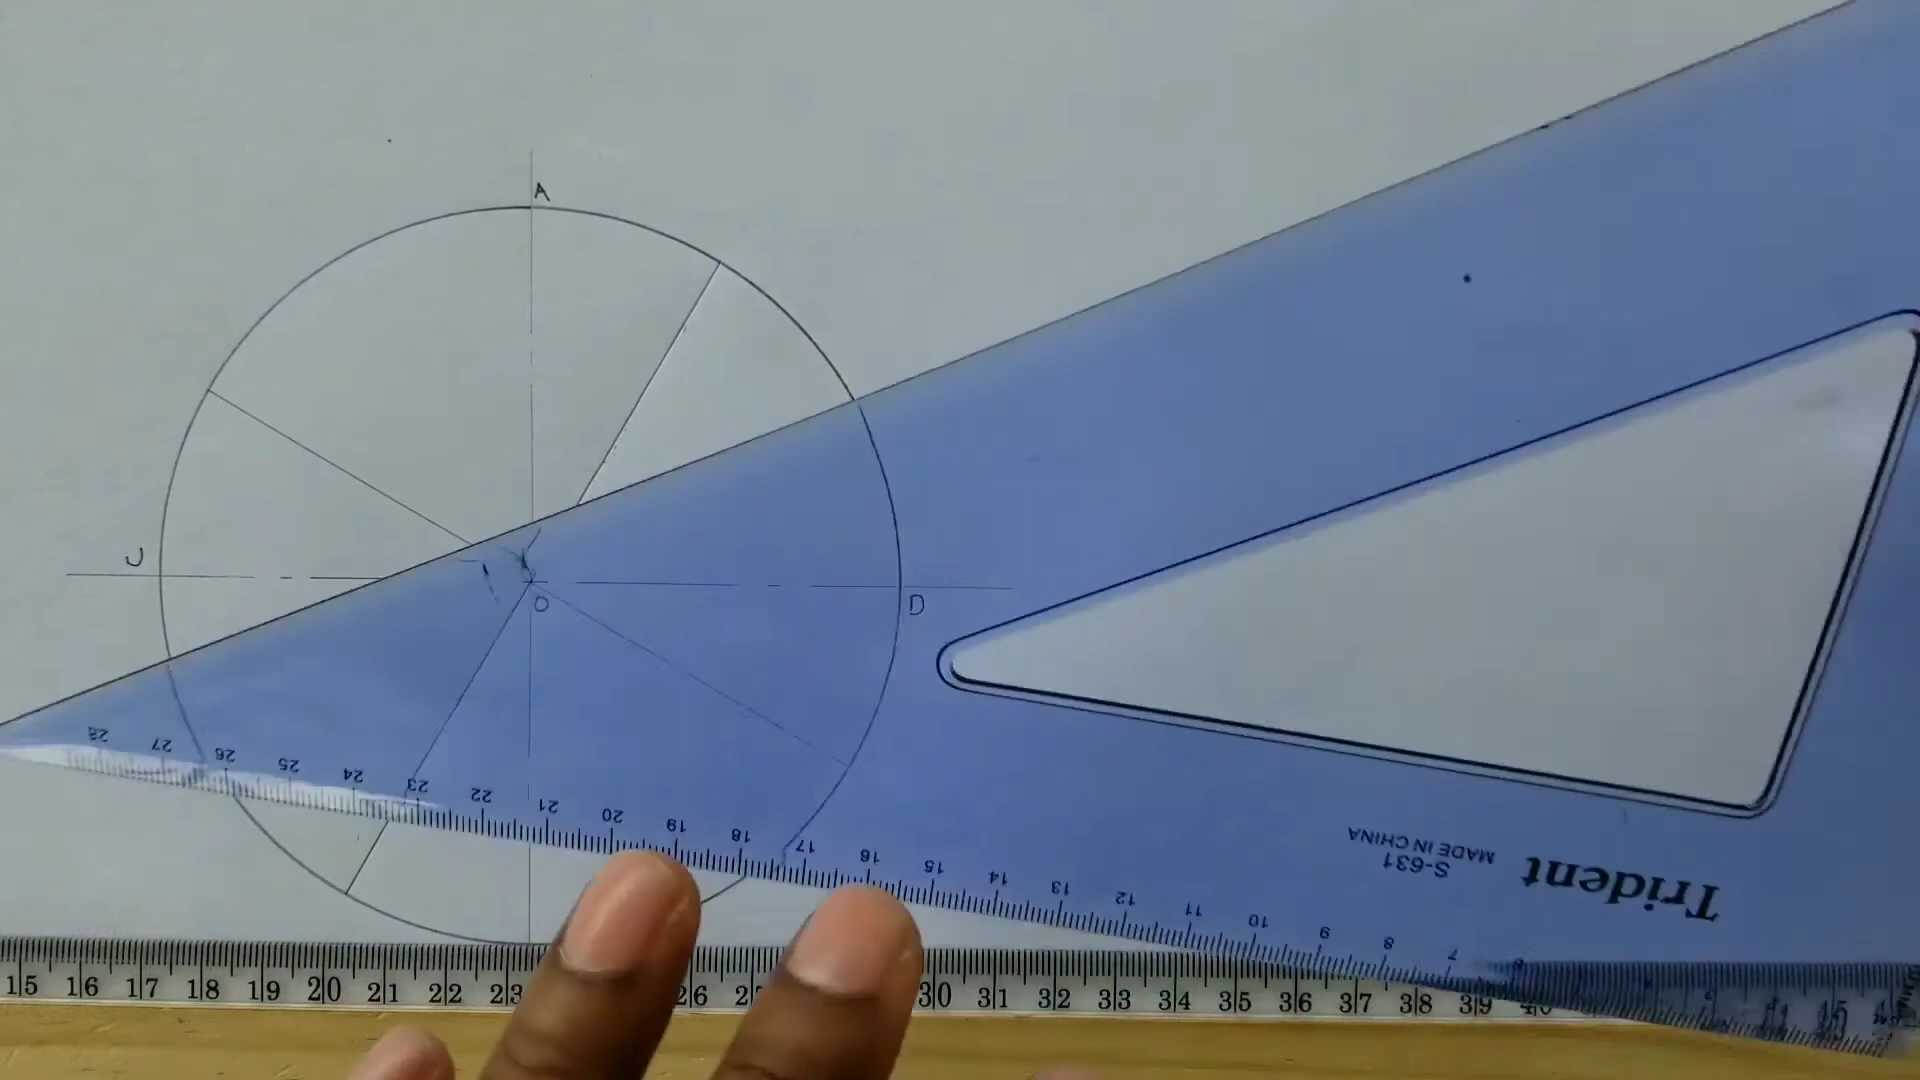 A
C
O
D
28 27 26 25 24 23 22 21 20 19 18 17 16 15 14 13 12 11 10 9 8 7
S-631
MADE IN CHINA
Trident
15 16 17 18 19 20 21 22 23 26 30 31 32 33 34 35 36 37 38 39 40